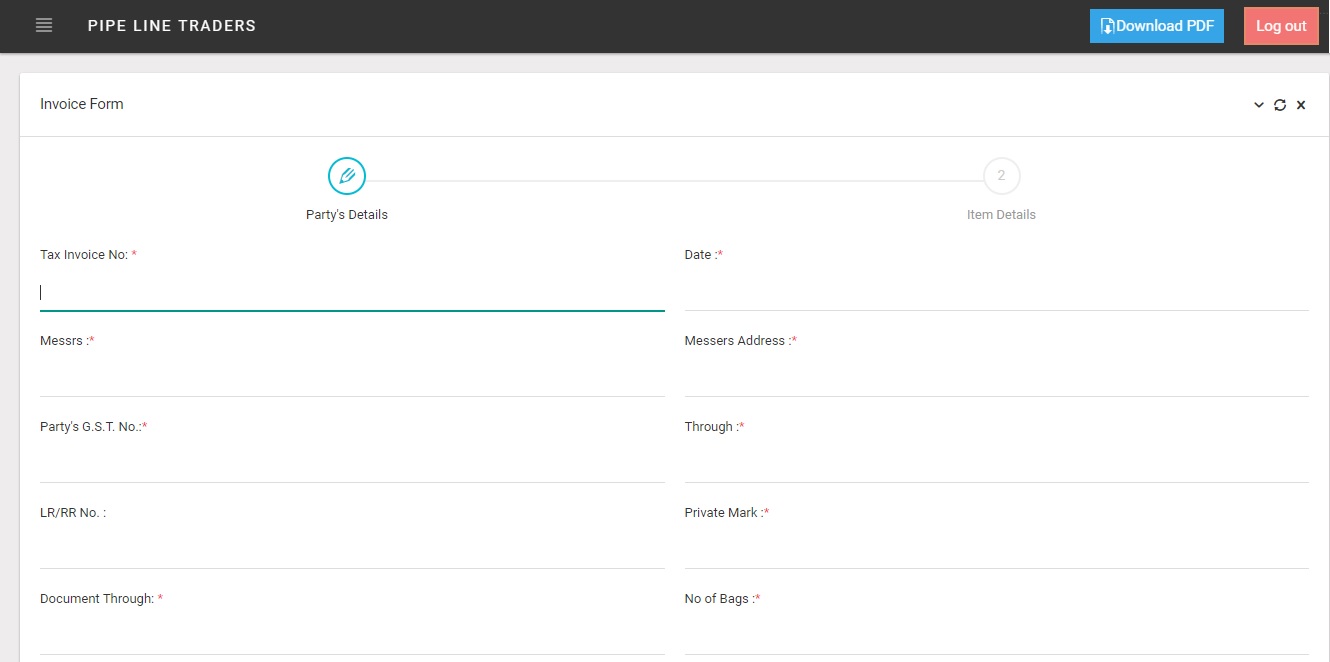 PIPE LINE TRADERS
Download PDF
Log out
Invoice Form
2
Party's Details
Item Details
Tax Invoice No: *
Date :*
Messrs :*
Messers Address :*
Party's G.S.T. No.:*
Through :*
LR/RR No. :
Private Mark :*
Document Through: *
No of Bags :*